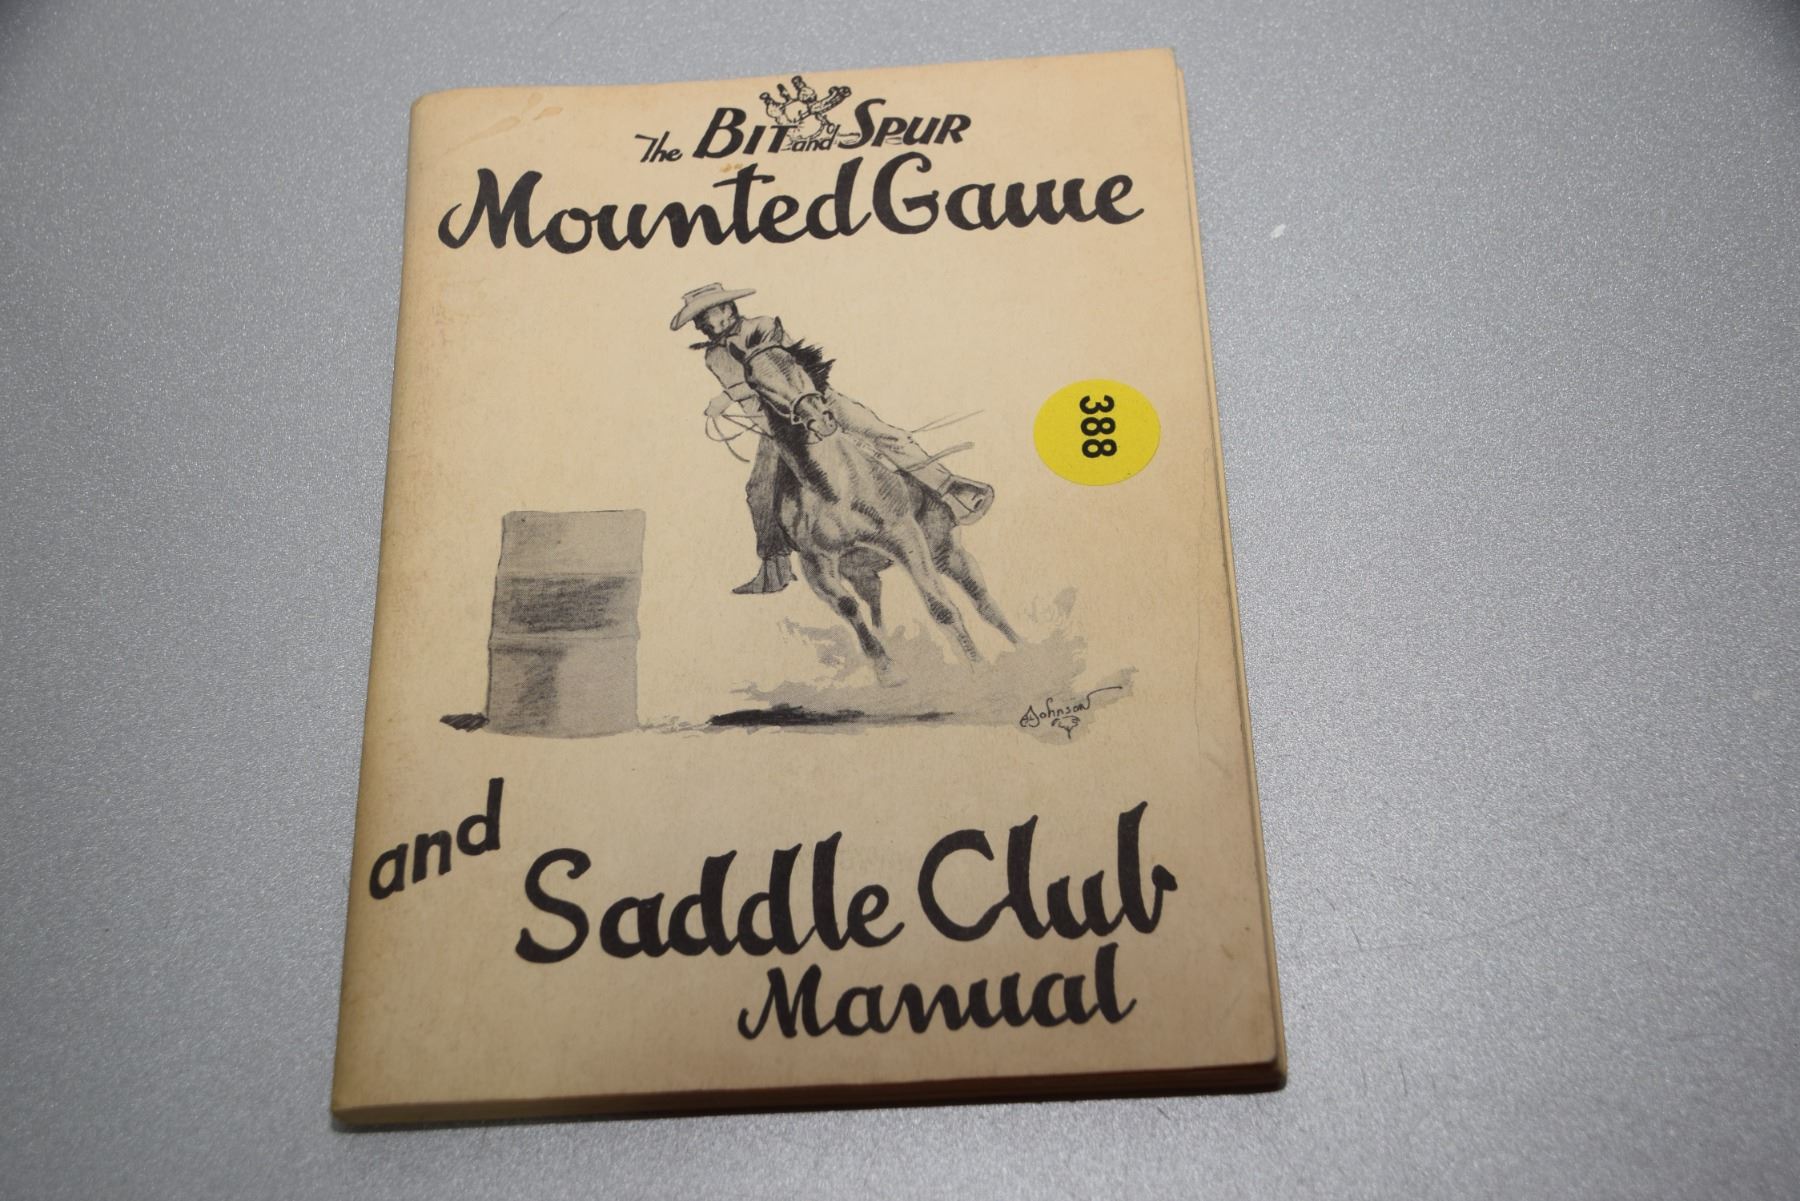 The BIT and SPUR
Mounted Game
388
Johnson
and
Saddle Club
Manual